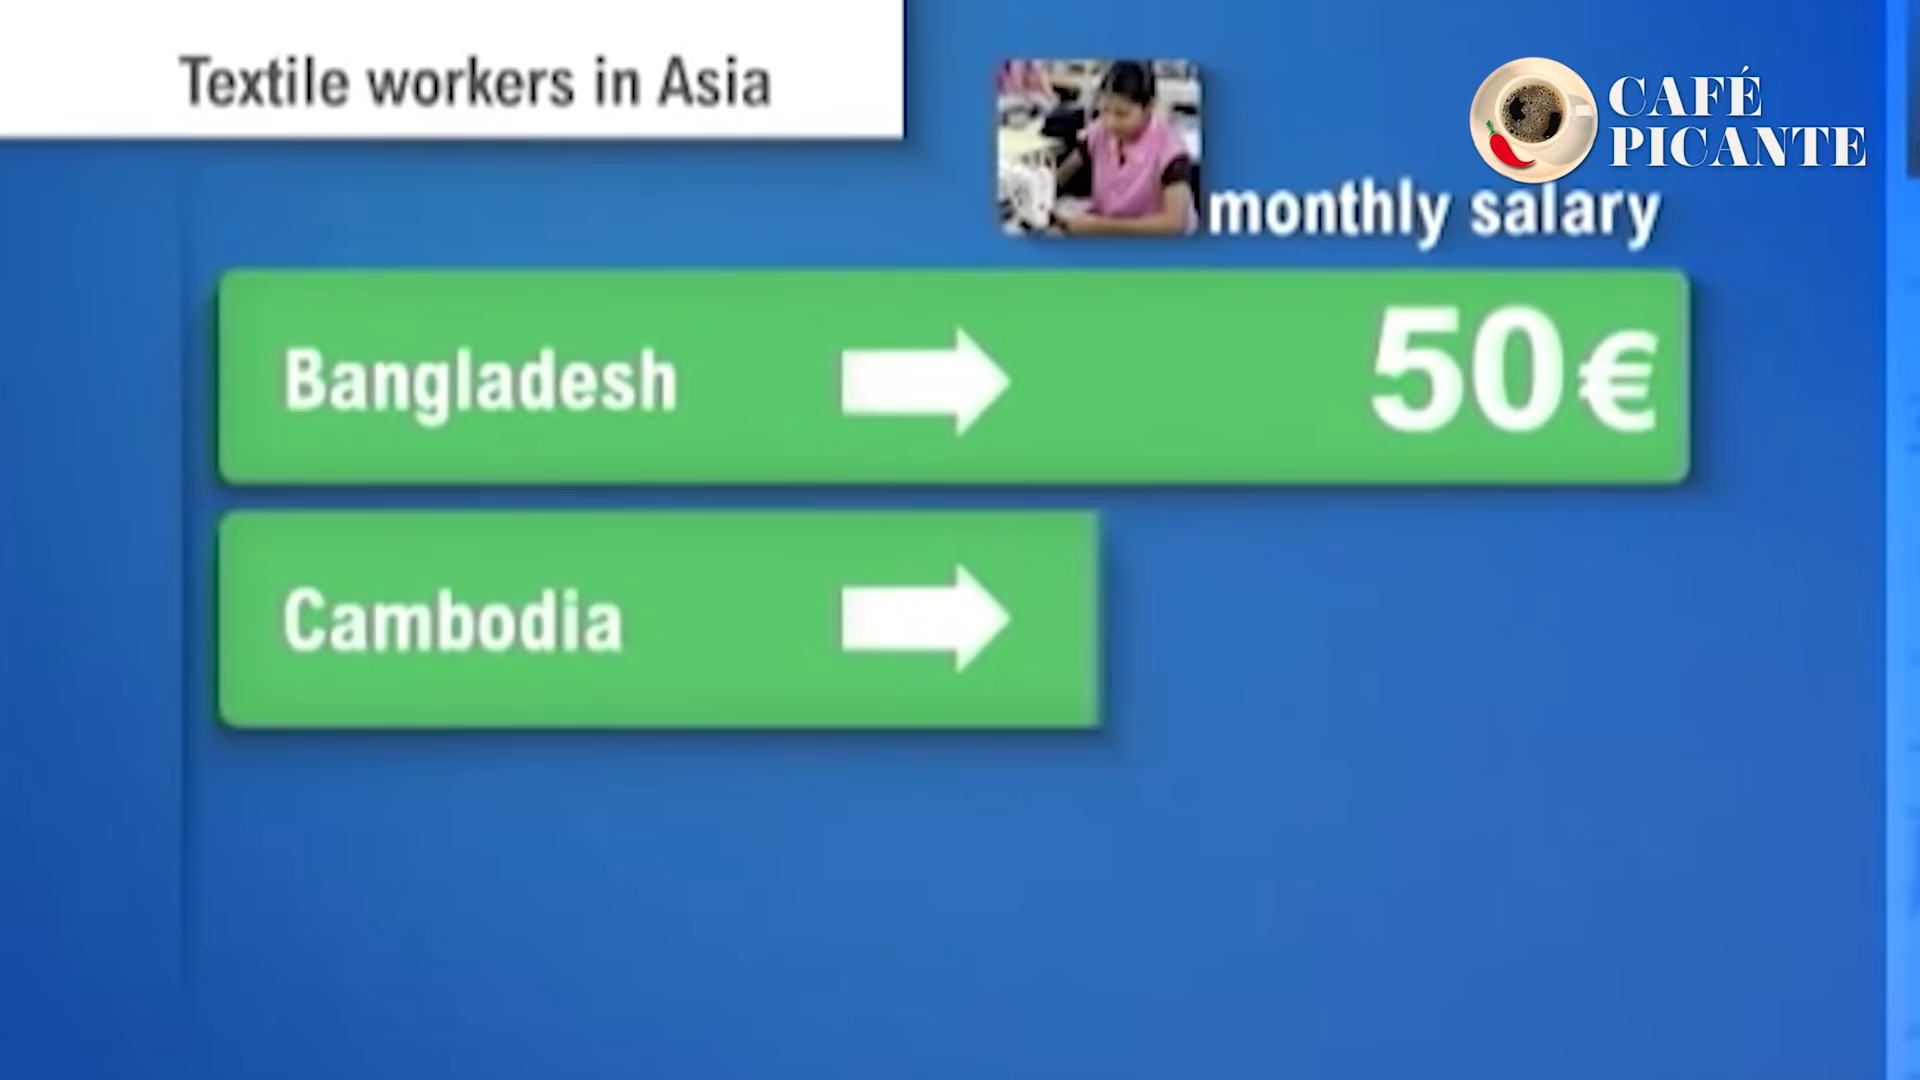 Textile workers in Asia
CAFÉ
PICANTE
monthly salary
Bangladesh
50€
Cambodia